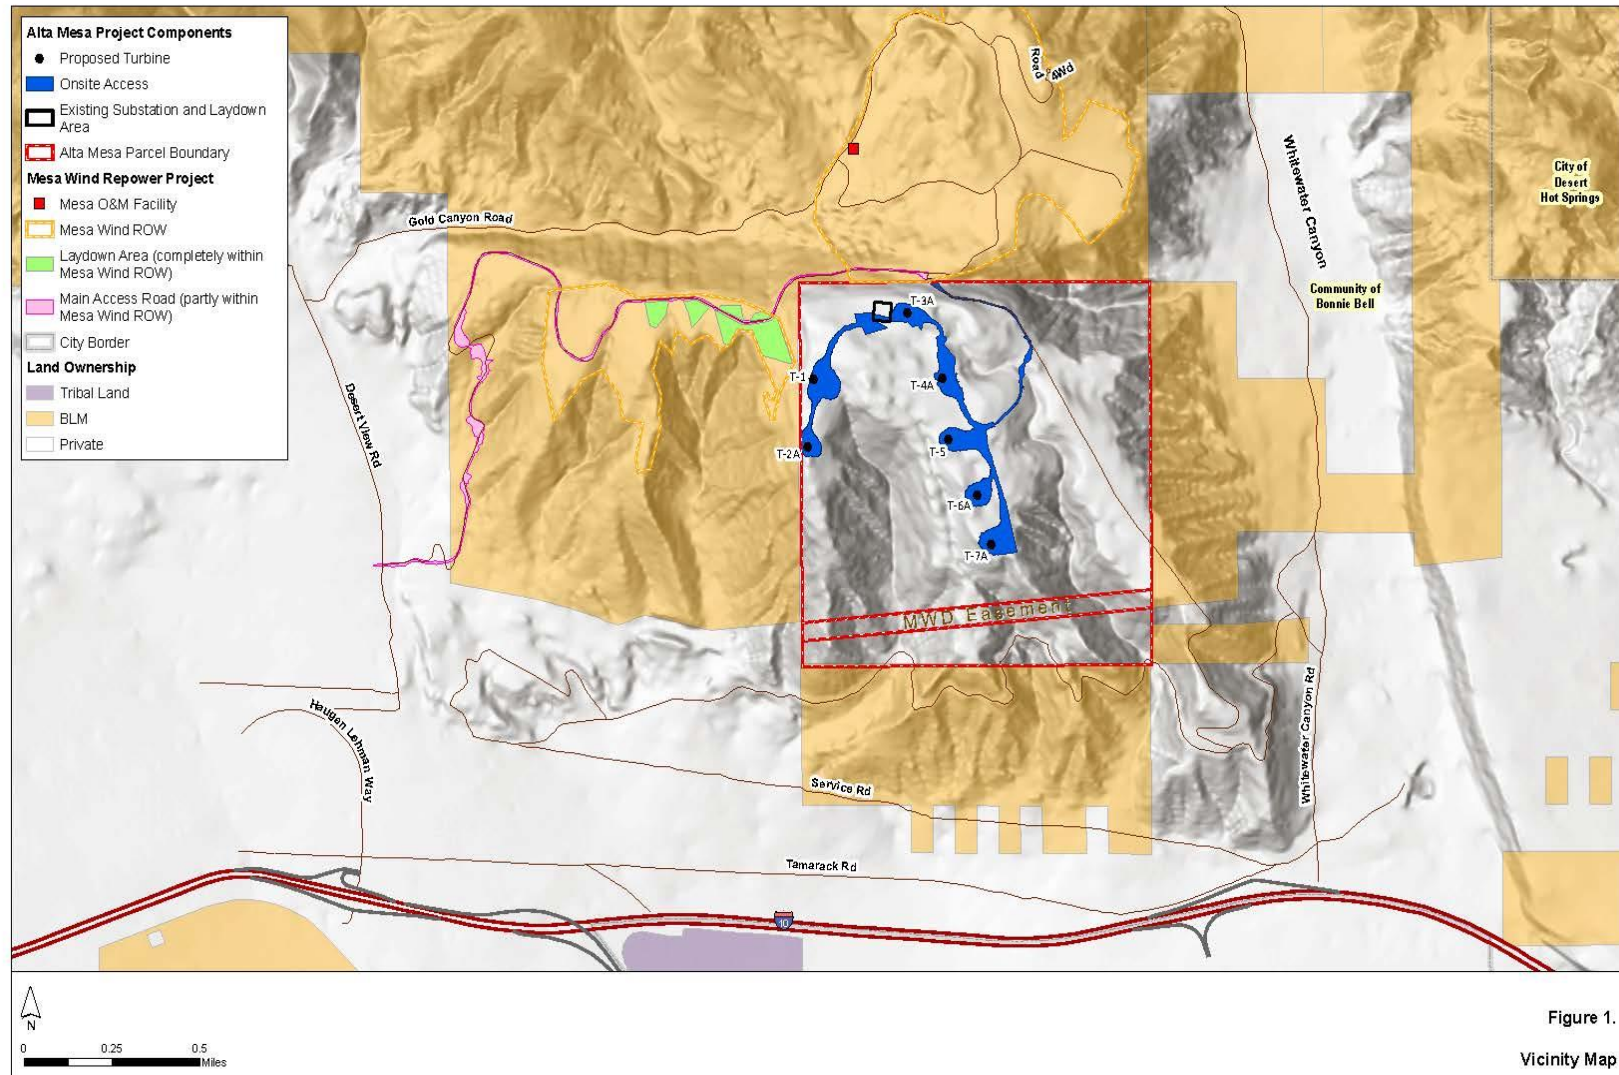 Alta Mesa Project Components
Proposed Turbine
Onsite Access
Existing Substation and Laydown
Area
Alta Mesa Parcel Boundary
Mesa Wind Repower Project
Mesa O&M Facility
Mesa Wind ROW
Laydown Area (completely within
Mesa Wind ROW)
Main Access Road (partly within
Mesa Wind ROW)
City Border
Land Ownership
Tribal Land
BLM
Private
Road
4Wd
Gold Canyon Road
Whitewater Canyon
City of
Desert
Hot Springs
Community of
Bonnie Bell
Desert View Rd
T-3A
T-1
T-4A
T-2A
T-5
T-6A
T-7A
MWD Easement
Haugen Lehman Way
Whitewater Canyon Rd
Service Rd
Tamarack Rd
10
N
0 0.25 0.5
Miles
Figure 1.
Vicinity Map